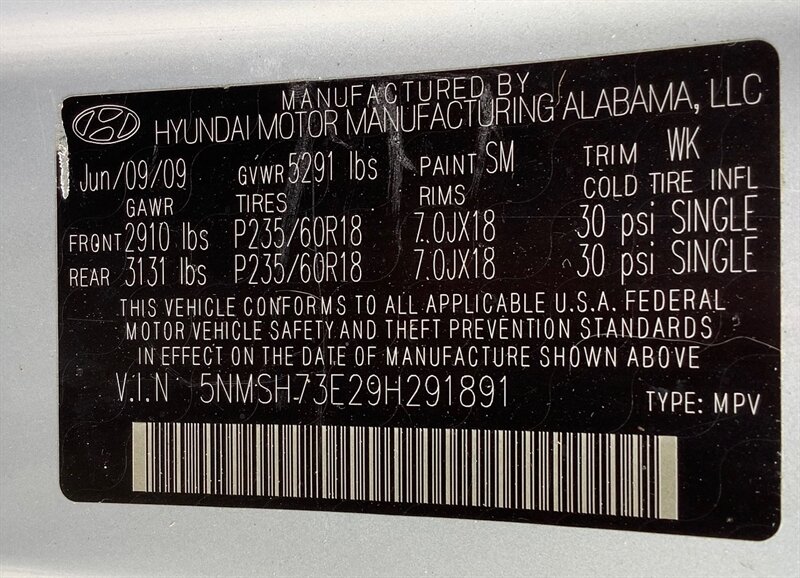 MANUFACTURED BY
HYUNDAI MOTOR MANUFACTURING ALABAMA, LLC
Jun/09/09 GVWR 5291 lbs PAINT SM TRIM WK
GAWR TIRES RIMS COLD TIRE INFL
FRONT 2910 lbs P235/60R18 7.0JX18 30 psi SINGLE
REAR 3131 lbs P235/60R18 7.0JX18 30 psi SINGLE
THIS VEHICLE CONFORMS TO ALL APPLICABLE U.S.A. FEDERAL
MOTOR VEHICLE SAFETY AND THEFT PREVENTION STANDARDS
IN EFFECT ON THE DATE OF MANUFACTURE SHOWN ABOVE
V.I.N 5NMSH73E29H291891 TYPE: MPV